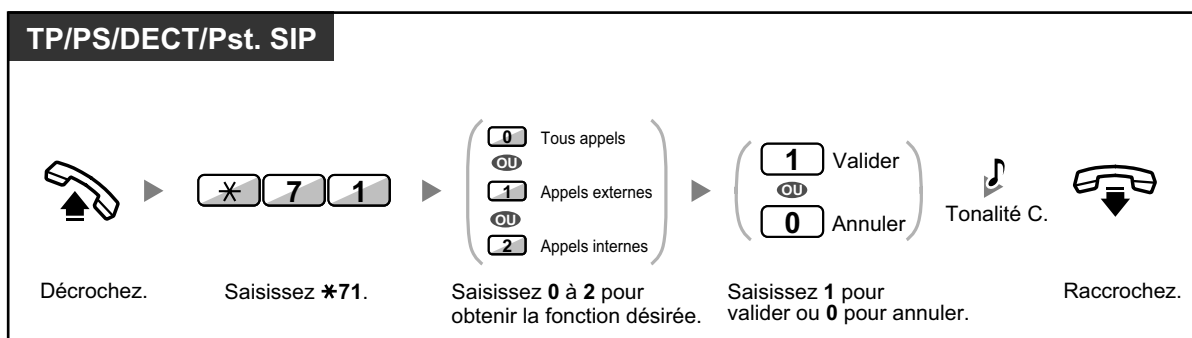 TP/PS/DECT/Pst. SIP
0 Tous appels
OU
1 Appels externes
OU
2 Appels internes
1 Valider
OU
0 Annuler
* 7 1
Tonalité C.
Décrochez.
Saisissez *71.
Saisissez 0 à 2 pour
obtenir la fonction désirée.
Saisissez 1 pour
valider ou 0 pour annuler.
Raccrochez.